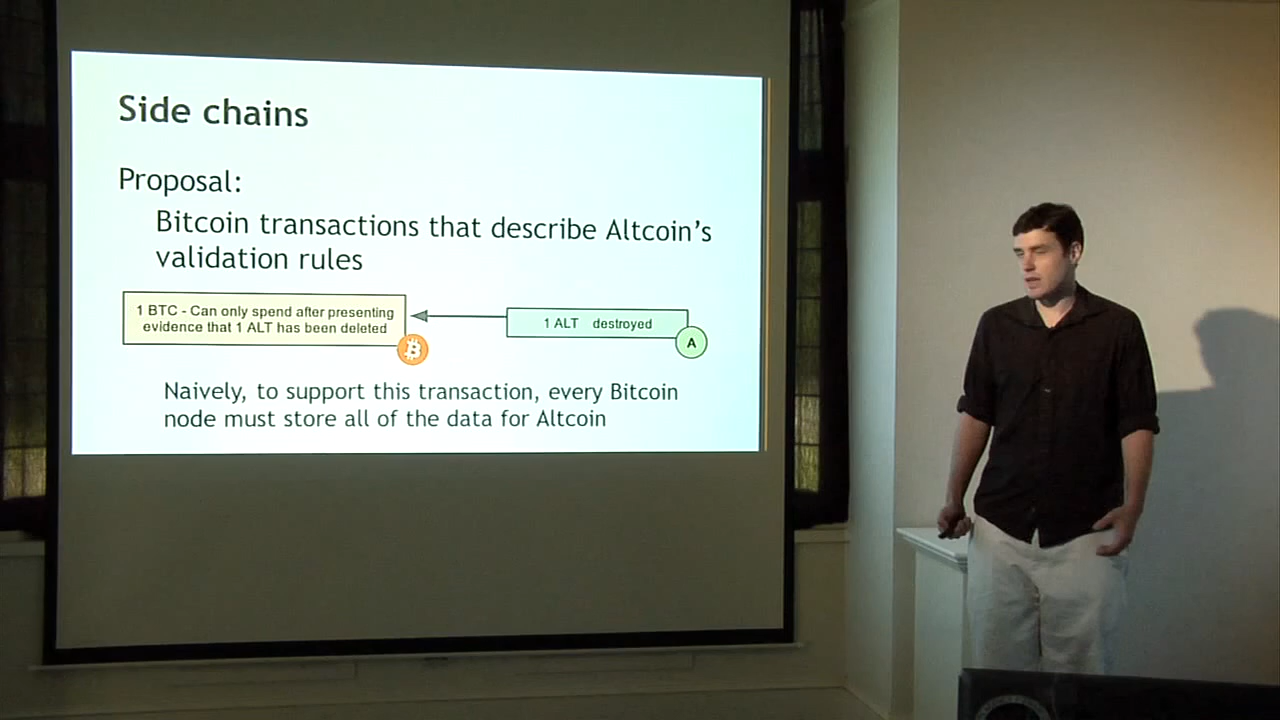 Side chains
Proposal:
Bitcoin transactions that describe Altcoin's
validation rules
1 BTC - Can only spend after presenting
evidence that 1 ALT has been deleted
1 ALT destroyed
A
Naively, to support this transaction, every Bitcoin
node must store all of the data for Altcoin